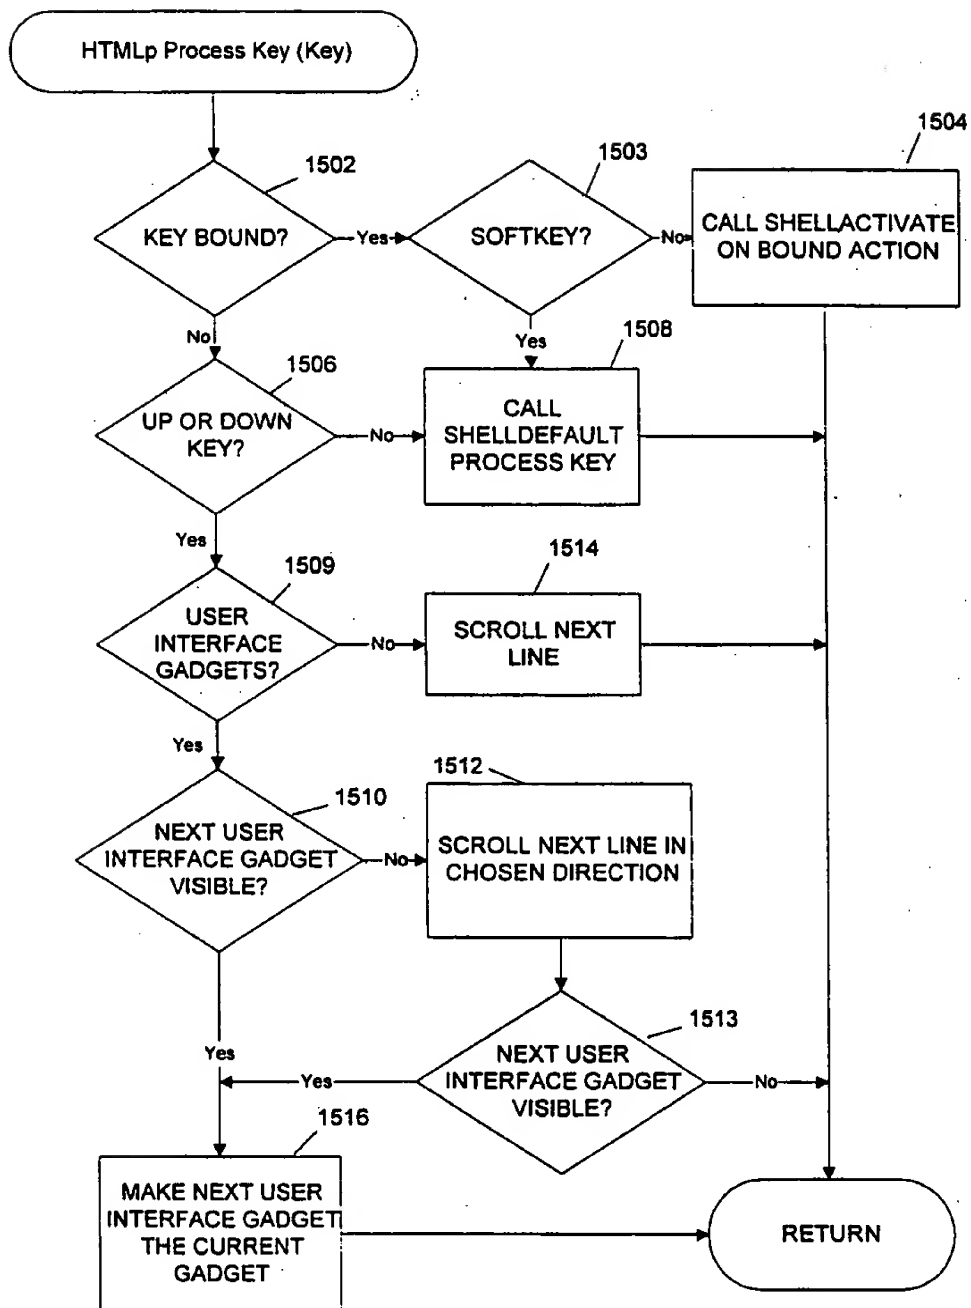 HTMLp Process Key (Key)
1502
KEY BOUND?
Yes
1503
SOFTKEY?
No
1504
CALL SHELLACTIVATE
ON BOUND ACTION
No
Yes
1506
UP OR DOWN
KEY?
No
1508
CALL
SHELLDEFAULT
PROCESS KEY
Yes
1509
USER
INTERFACE
GADGETS?
No
1514
SCROLL NEXT
LINE
Yes
1510
NEXT USER
INTERFACE GADGET
VISIBLE?
No
1512
SCROLL NEXT LINE IN
CHOSEN DIRECTION
Yes
1513
NEXT USER
INTERFACE GADGET
VISIBLE?
Yes
No
1516
MAKE NEXT USER
INTERFACE GADGET
THE CURRENT
GADGET
RETURN